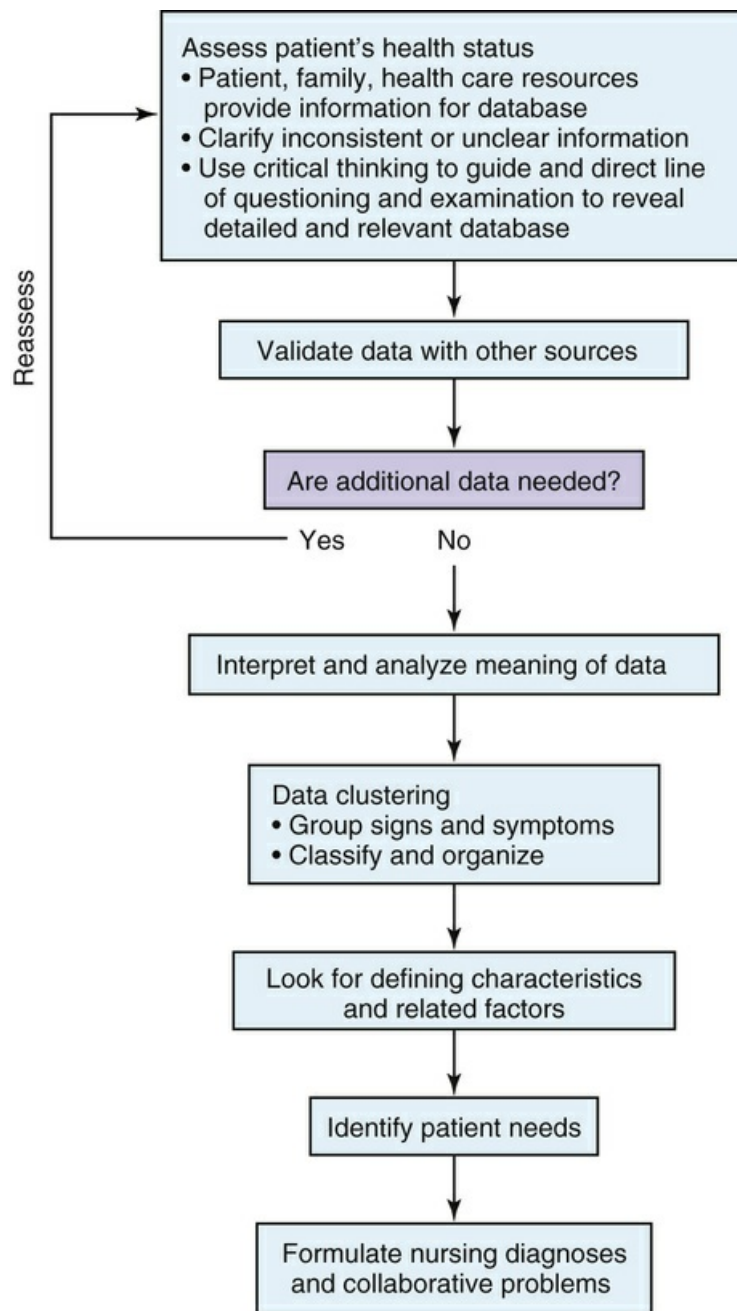 Assess patient's health status
• Patient, family, health care resources
provide information for database
• Clarify inconsistent or unclear information
• Use critical thinking to guide and direct line
of questioning and examination to reveal
detailed and relevant database
Reassess
Validate data with other sources
Are additional data needed?
Yes No
Interpret and analyze meaning of data
Data clustering
• Group signs and symptoms
• Classify and organize
Look for defining characteristics
and related factors
Identify patient needs
Formulate nursing diagnoses
and collaborative problems